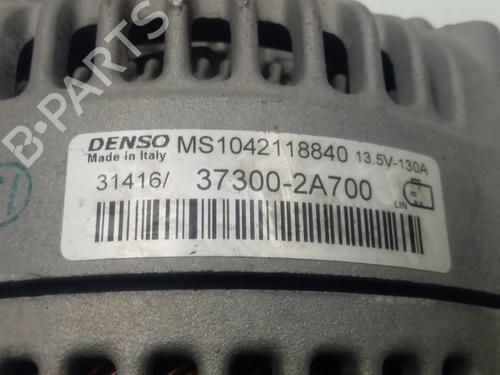 DENSO MS1042118840 13.5V-130A
Made in Italy
31416/ 37300-2A700
LIN
B-PARTS